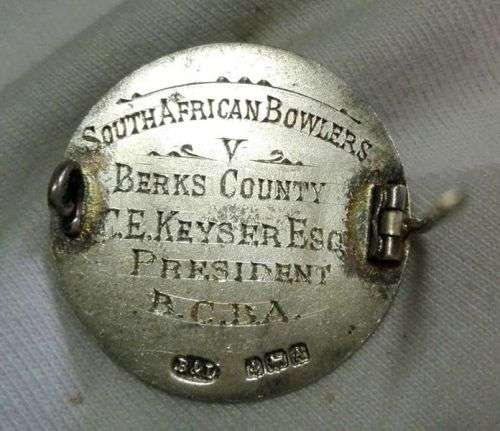 SOUTH AFRICAN BOWLERS
V
BERKS COUNTY
C.E. KEYSER ESQ
PRESIDENT
B.C.B.A.
B&D